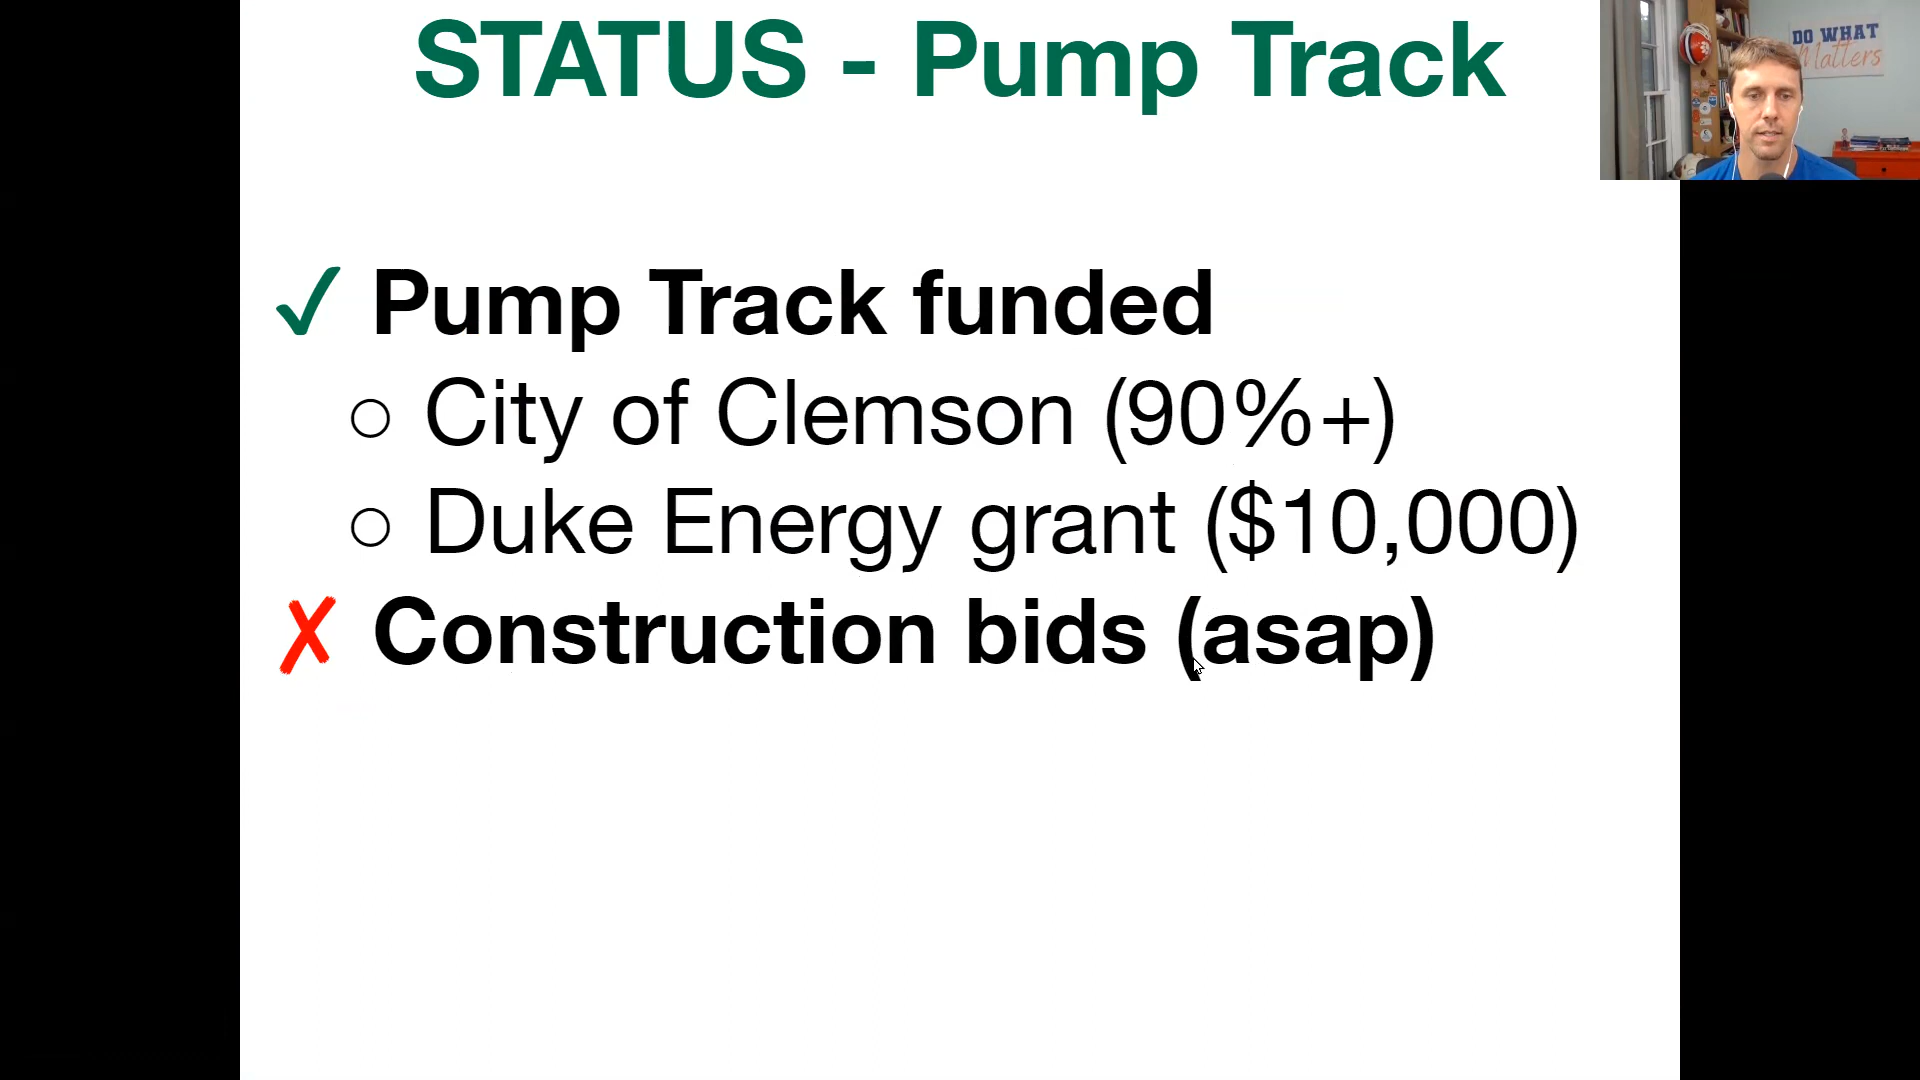 STATUS - Pump Track
DO WHAT
Matters
✓ Pump Track funded
○ City of Clemson (90%+)
○ Duke Energy grant ($10,000)
✗ Construction bids (asap)